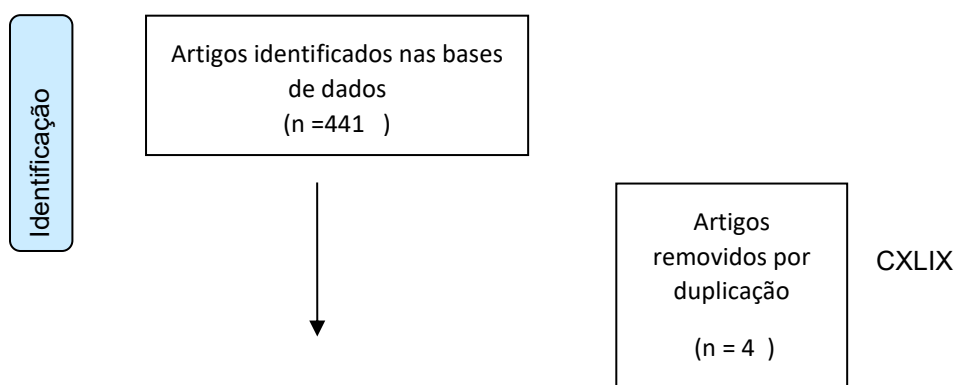 Identificação
Artigos identificados nas bases
de dados
(n =441 )
Artigos
removidos por
duplicação
(n = 4 )
CXLIX